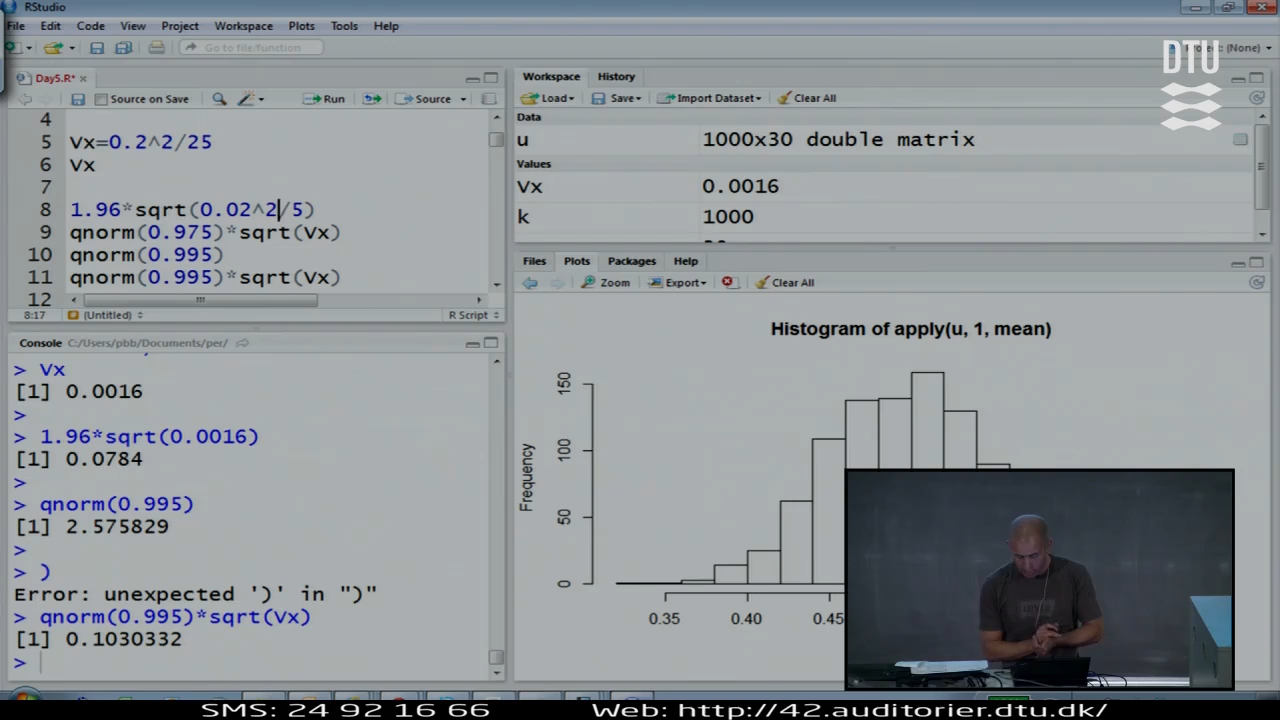 RStudio
File Edit Code View Project Workspace Plots Tools Help
Go to file/function
(None)
DTU
Day5.R*
Source on Save Run Source
4
5 Vx=0.2^2/25
6 Vx
7
8 1.96*sqrt(0.02^2/5)
9 qnorm(0.975)*sqrt(Vx)
10 qnorm(0.995)
11 qnorm(0.995)*sqrt(Vx)
12
8:17 (Untitled) R Script
Console C:/Users/pbb/Documents/per/
> Vx
[1] 0.0016
>
> 1.96*sqrt(0.0016)
[1] 0.0784
>
> qnorm(0.995)
[1] 2.575829
>
> )
Error: unexpected ')' in ")"
> qnorm(0.995)*sqrt(Vx)
[1] 0.1030332
>
Workspace History
Load Save Import Dataset Clear All
Data
u 1000x30 double matrix
Values
Vx 0.0016
k 1000
Files Plots Packages Help
Zoom Export Clear All
Histogram of apply(u, 1, mean)
Frequency
150
100
50
0
0.35 0.40 0.45
SMS: 24 92 16 66 Web: http://42.auditorier.dtu.dk/